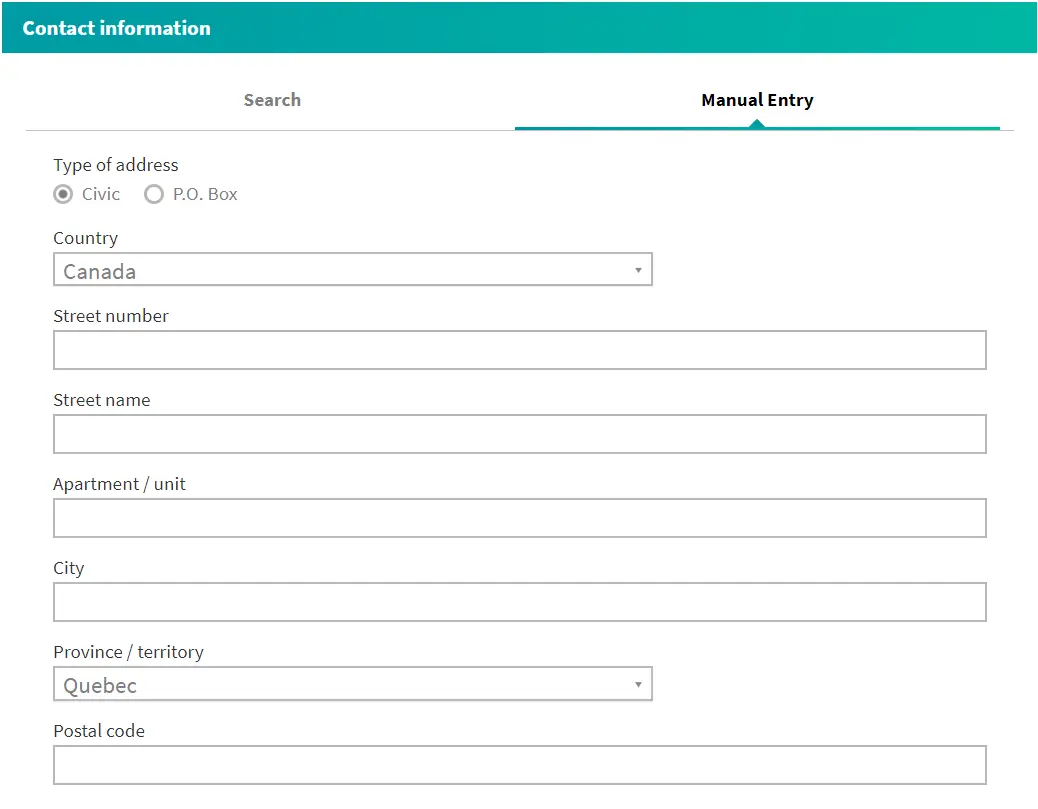 Contact information
Search Manual Entry
Type of address
Civic P.O. Box
Country
Canada
Street number
Street name
Apartment / unit
City
Province / territory
Quebec
Postal code